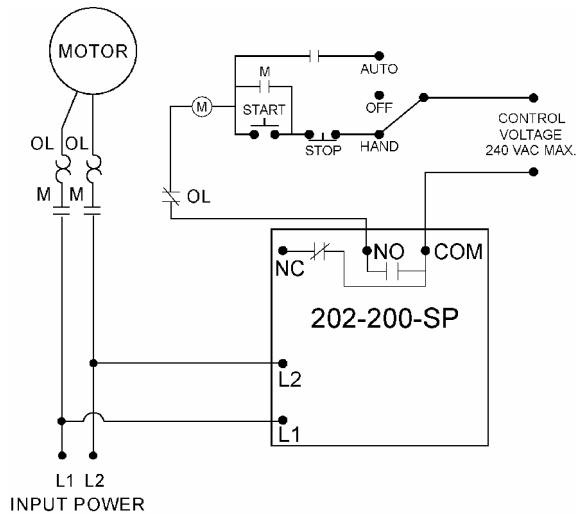 MOTOR
AUTO
M
M
START
OFF
CONTROL
VOLTAGE
240 VAC MAX.
STOP
HAND
OL
OL
M
M
OL
NC
NO
COM
202-200-SP
L2
L1
L1
L2
INPUT POWER